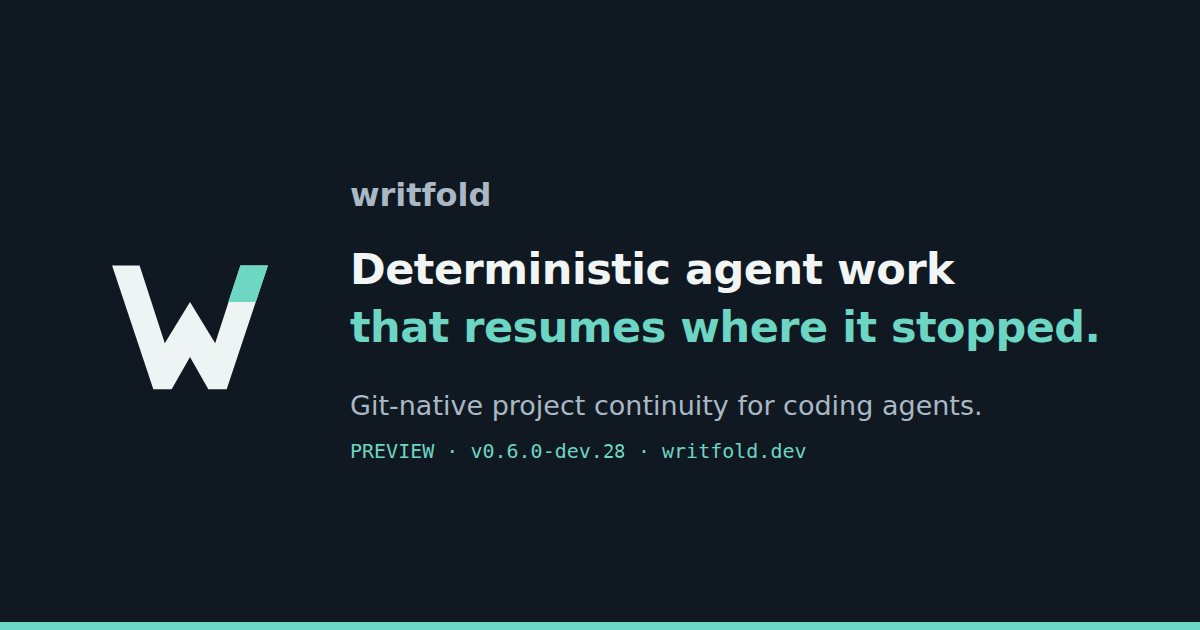 writfold
Deterministic agent work
that resumes where it stopped.
Git-native project continuity for coding agents.
PREVIEW · v0.6.0-dev.28 · writfold.dev